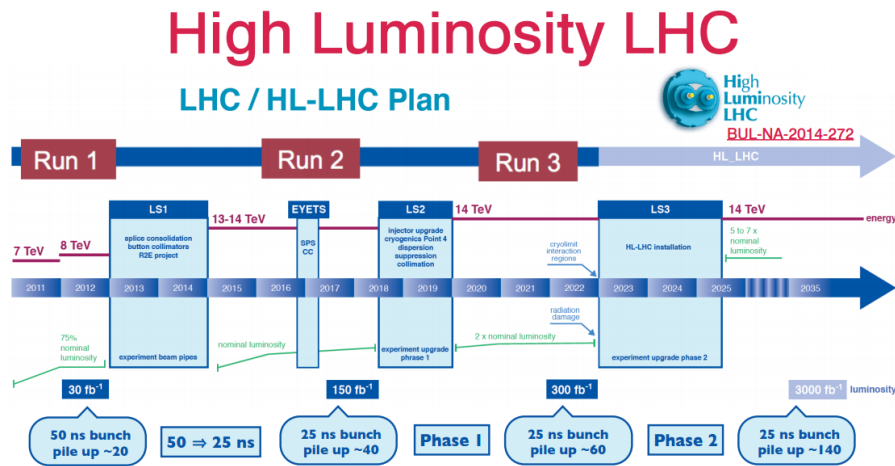 High Luminosity LHC
LHC / HL-LHC Plan
High
Luminosity
LHC
BUL-NA-2014-272
Run 1
Run 2
Run 3
HL_LHC
LS1
EYETS
LS2
LS3
7 TeV
8 TeV
13-14 TeV
14 TeV
14 TeV
energy
splice consolidation
button collimators
R2E project
SPS
CC
injector upgrade
cryogenics Point 4
dispersion
suppression
collimation
cryolimit
interaction
regions
HL-LHC installation
5 to 7 x
nominal
luminosity
2011
2012
2013
2014
2015
2016
2017
2018
2019
2020
2021
2022
2023
2024
2025
2035
75%
nominal
luminosity
experiment beam pipes
nominal luminosity
experiment upgrade
phrase 1
2 x nominal luminosity
radiation
damage
experiment upgrade phase 2
30 fb-1
150 fb-1
300 fb-1
3000 fb-1
luminosity
50 ns bunch
pile up ~20
50 ⇒ 25 ns
25 ns bunch
pile up ~40
Phase 1
25 ns bunch
pile up ~60
Phase 2
25 ns bunch
pile up ~140